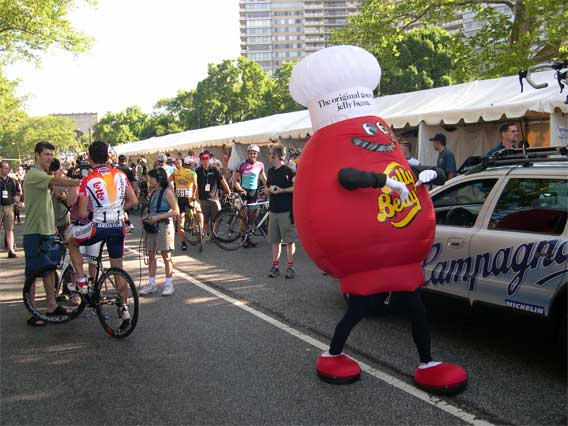 The original gourmet
jelly bean.
Jelly
Belly
Campagnolo
MICHELIN